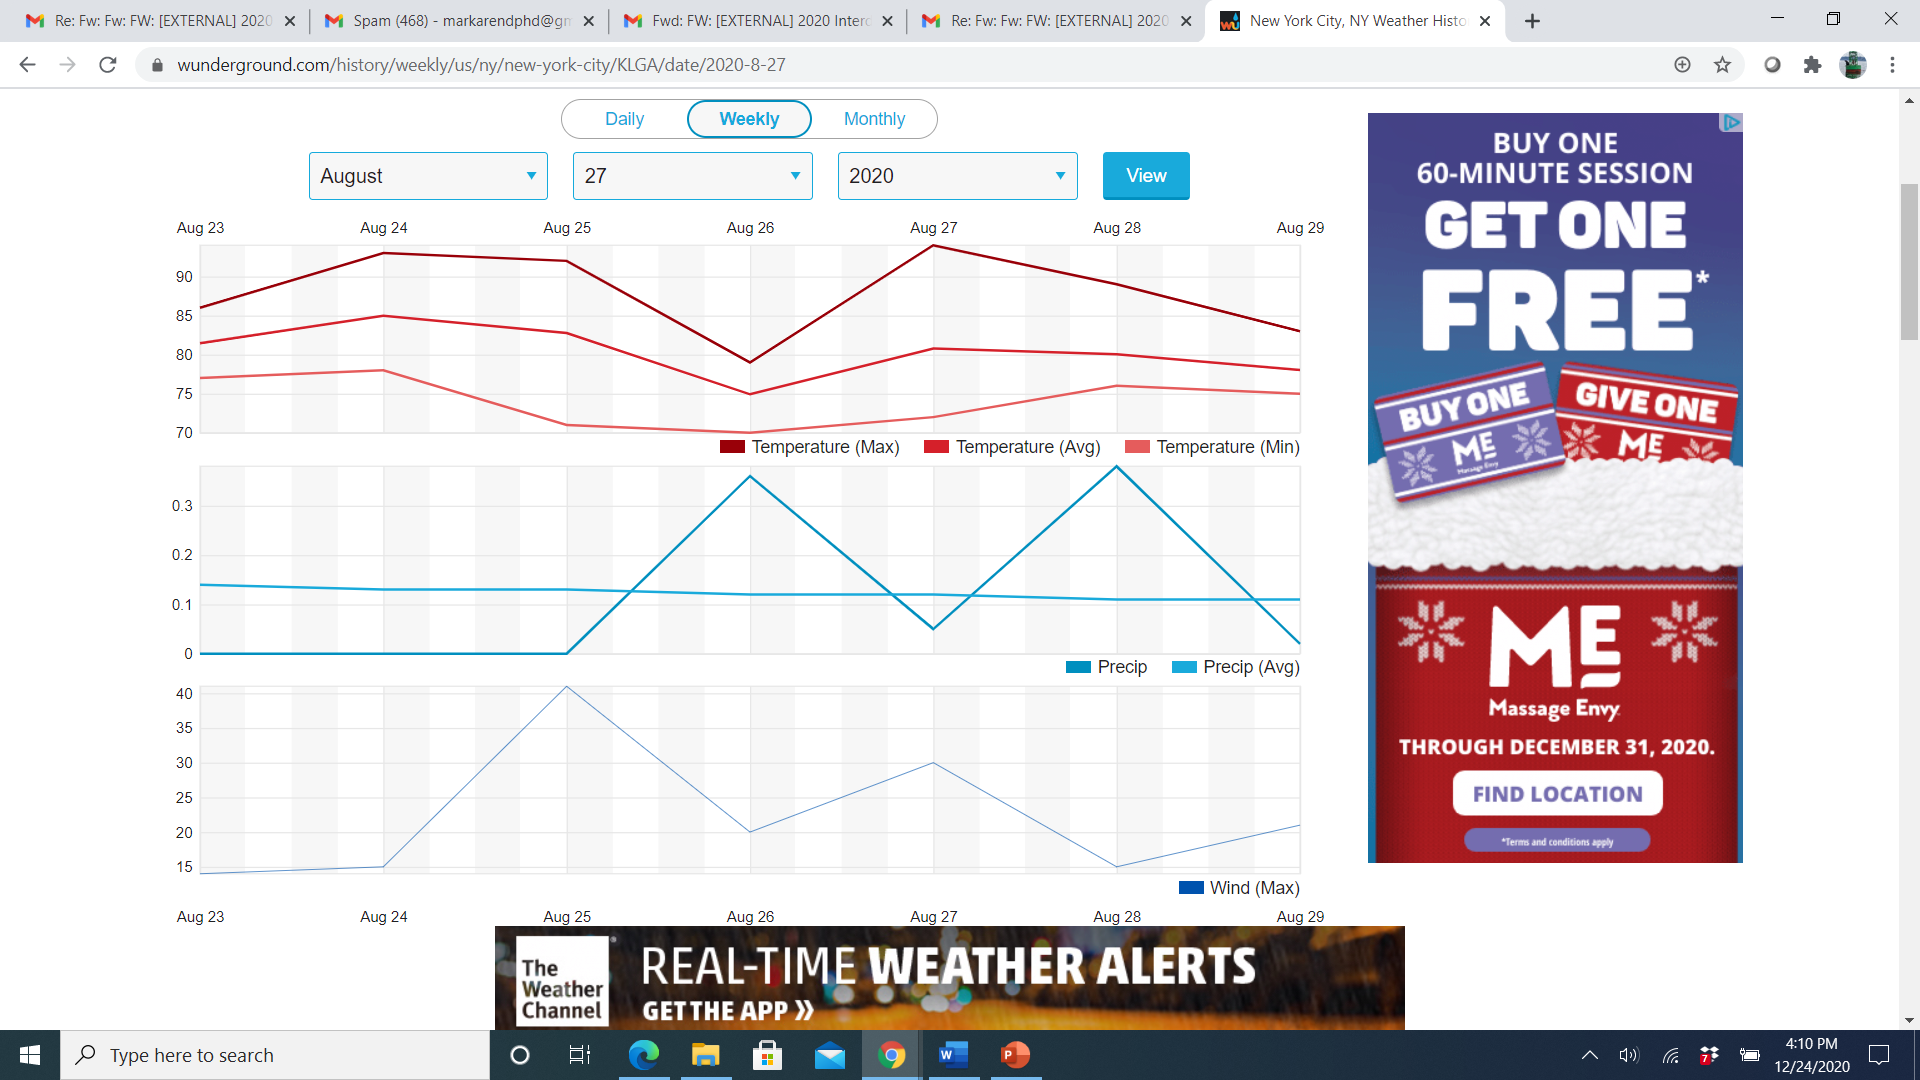 Re: Fw: Fw: FW: [EXTERNAL] 2020
Spam (468) - markarendphd@gm
Fwd: FW: [EXTERNAL] 2020 Interd
Re: Fw: Fw: FW: [EXTERNAL] 2020
New York City, NY Weather Histo
wunderground.com/history/weekly/us/ny/new-york-city/KLGA/date/2020-8-27
Daily Weekly Monthly
August 27 2020 View
Aug 23 Aug 24 Aug 25 Aug 26 Aug 27 Aug 28 Aug 29
90
85
80
75
70
Temperature (Max) Temperature (Avg) Temperature (Min)
0.3
0.2
0.1
0
Precip Precip (Avg)
40
35
30
25
20
15
Wind (Max)
Aug 23 Aug 24 Aug 25 Aug 26 Aug 27 Aug 28 Aug 29
BUY ONE
60-MINUTE SESSION
GET ONE
FREE*
BUY ONE
ME
Massage Envy
GIVE ONE
ME
ME
Massage Envy
THROUGH DECEMBER 31, 2020.
FIND LOCATION
*Terms and conditions apply
The
Weather
Channel
REAL-TIME WEATHER ALERTS
GET THE APP »
Type here to search
W
P
7
4:10 PM
12/24/2020